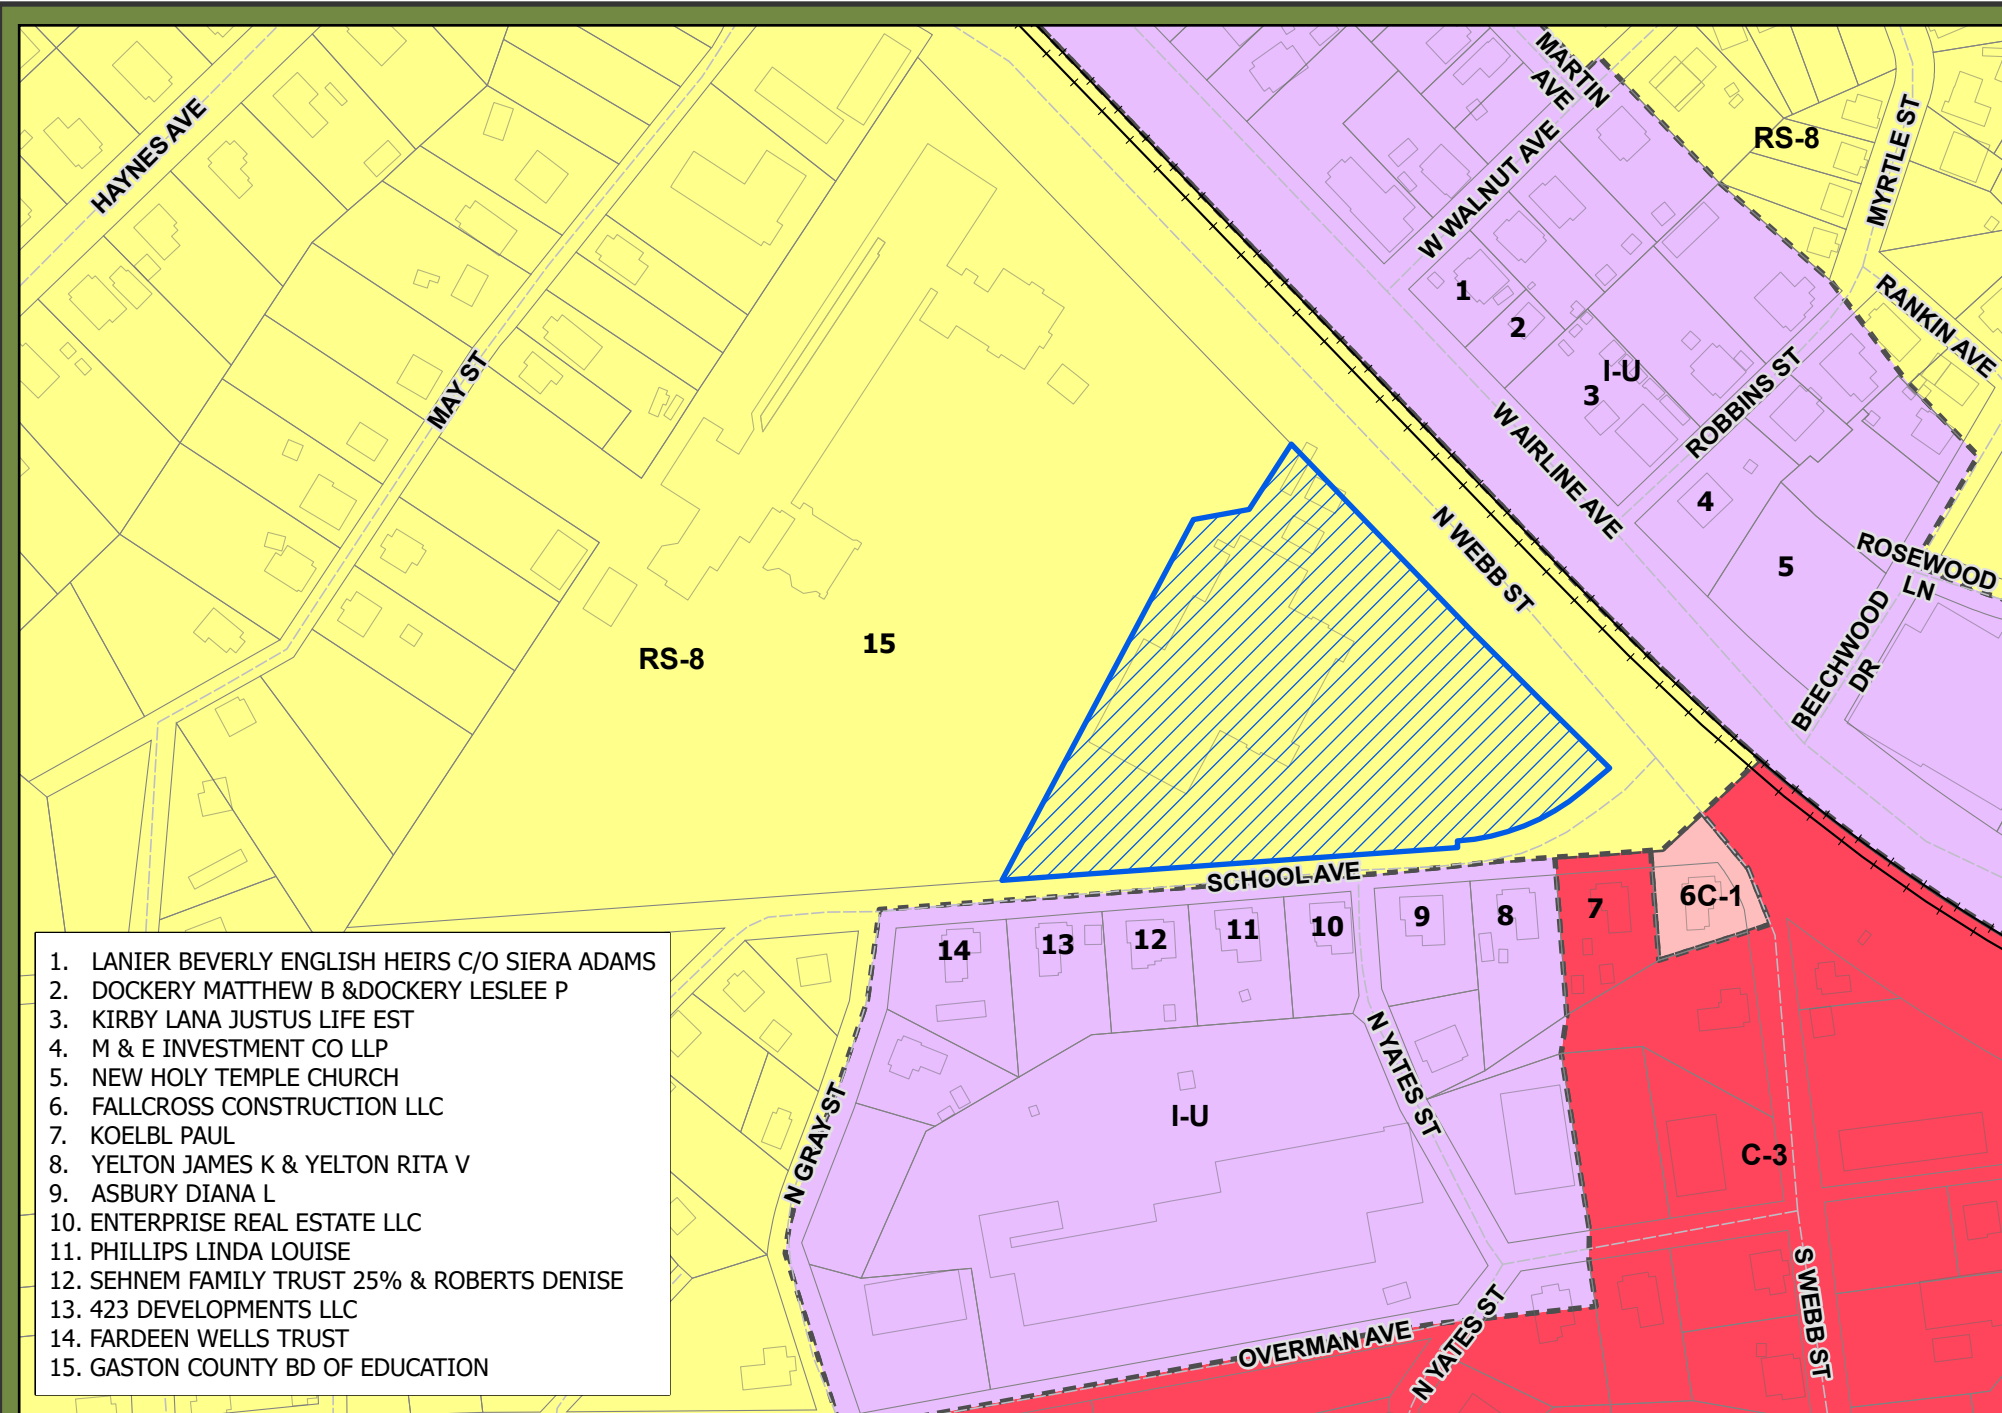 MARTIN
AVE
HAYNES AVE
RS-8
W WALNUT AVE
MYRTLE ST
1
2
RANKIN AVE
I-U
3
MAY ST
ROBBINS ST
W AIRLINE AVE
4
N WEBB ST
5
ROSEWOOD
LN
BEECHWOOD
DR
RS-8
15
SCHOOL AVE
14
13
12
11
10
9
8
7
6C-1
N YATES ST
I-U
N GRAY ST
C-3
S WEBB ST
OVERMAN AVE
N YATES ST
1. LANIER BEVERLY ENGLISH HEIRS C/O SIERA ADAMS
2. DOCKERY MATTHEW B &DOCKERY LESLEE P
3. KIRBY LANA JUSTUS LIFE EST
4. M & E INVESTMENT CO LLP
5. NEW HOLY TEMPLE CHURCH
6. FALLCROSS CONSTRUCTION LLC
7. KOELBL PAUL
8. YELTON JAMES K & YELTON RITA V
9. ASBURY DIANA L
10. ENTERPRISE REAL ESTATE LLC
11. PHILLIPS LINDA LOUISE
12. SEHNEM FAMILY TRUST 25% & ROBERTS DENISE
13. 423 DEVELOPMENTS LLC
14. FARDEEN WELLS TRUST
15. GASTON COUNTY BD OF EDUCATION